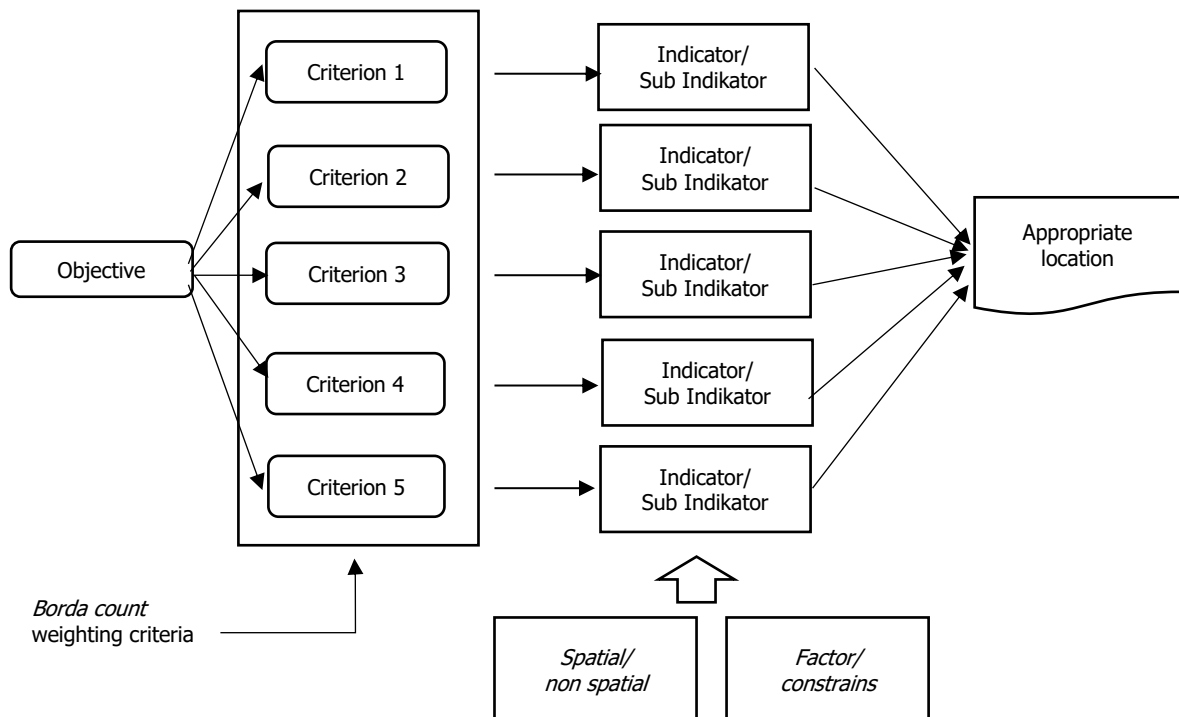 Objective
Criterion 1
Criterion 2
Criterion 3
Criterion 4
Criterion 5
Indicator/
Sub Indikator
Indicator/
Sub Indikator
Indicator/
Sub Indikator
Indicator/
Sub Indikator
Indicator/
Sub Indikator
Appropriate
location
Borda count
weighting criteria
Spatial/
non spatial
Factor/
constrains